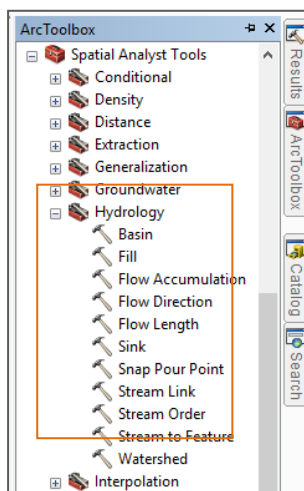 ArcToolbox
Spatial Analyst Tools
Conditional
Density
Distance
Extraction
Generalization
Groundwater
Hydrology
Basin
Fill
Flow Accumulation
Flow Direction
Flow Length
Sink
Snap Pour Point
Stream Link
Stream Order
Stream to Feature
Watershed
Interpolation
Results
ArcToolbox
Catalog
Search